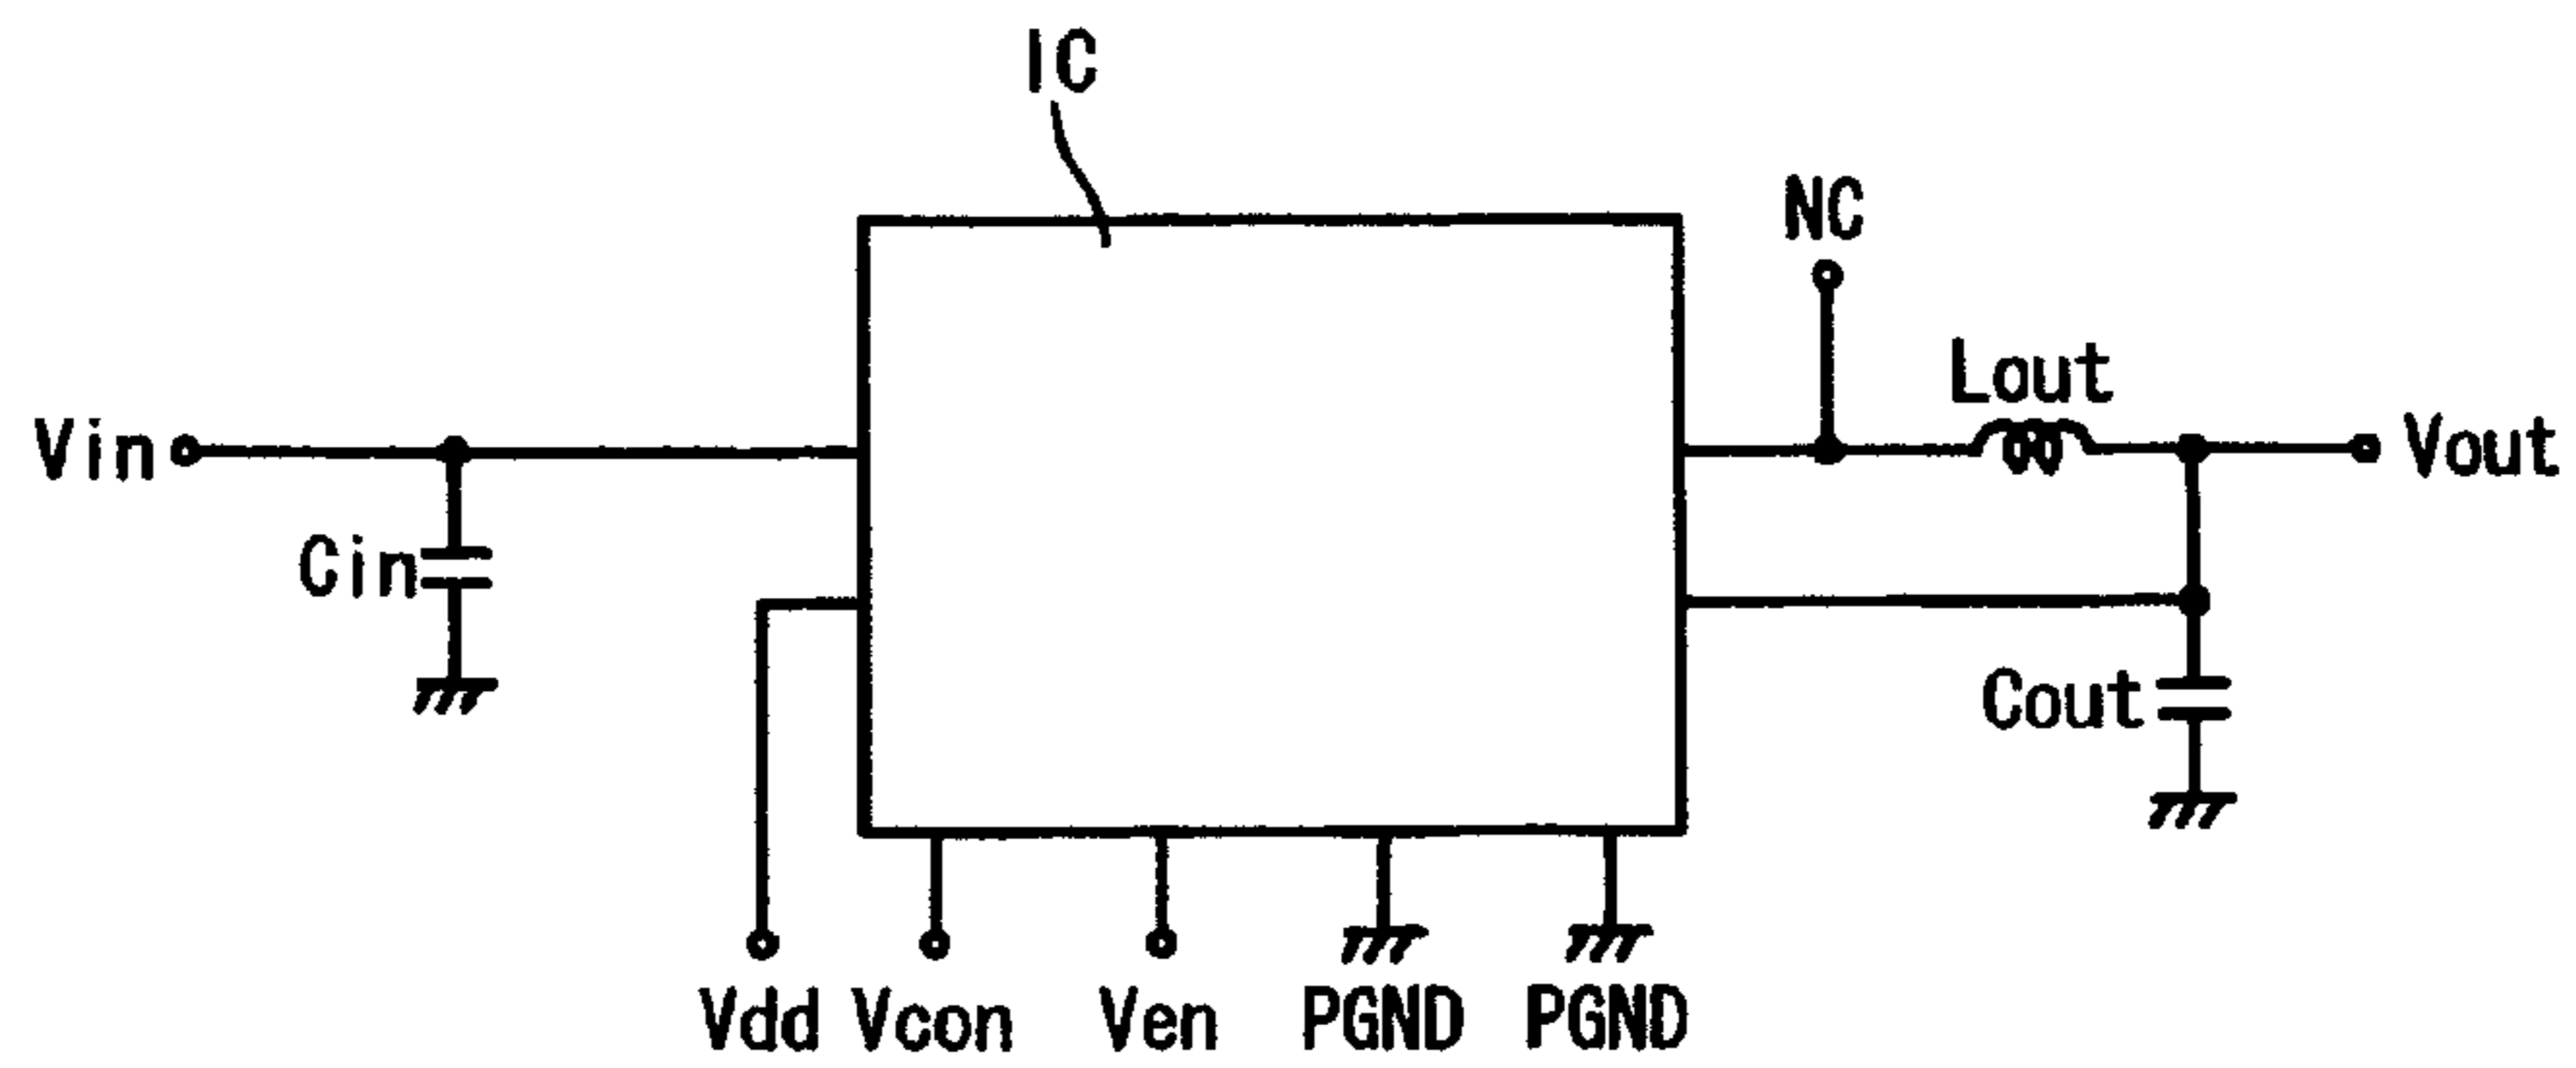 IC
NC
Lout
Vin
Vout
Cin
Cout
Vdd Vcon Ven PGND PGND